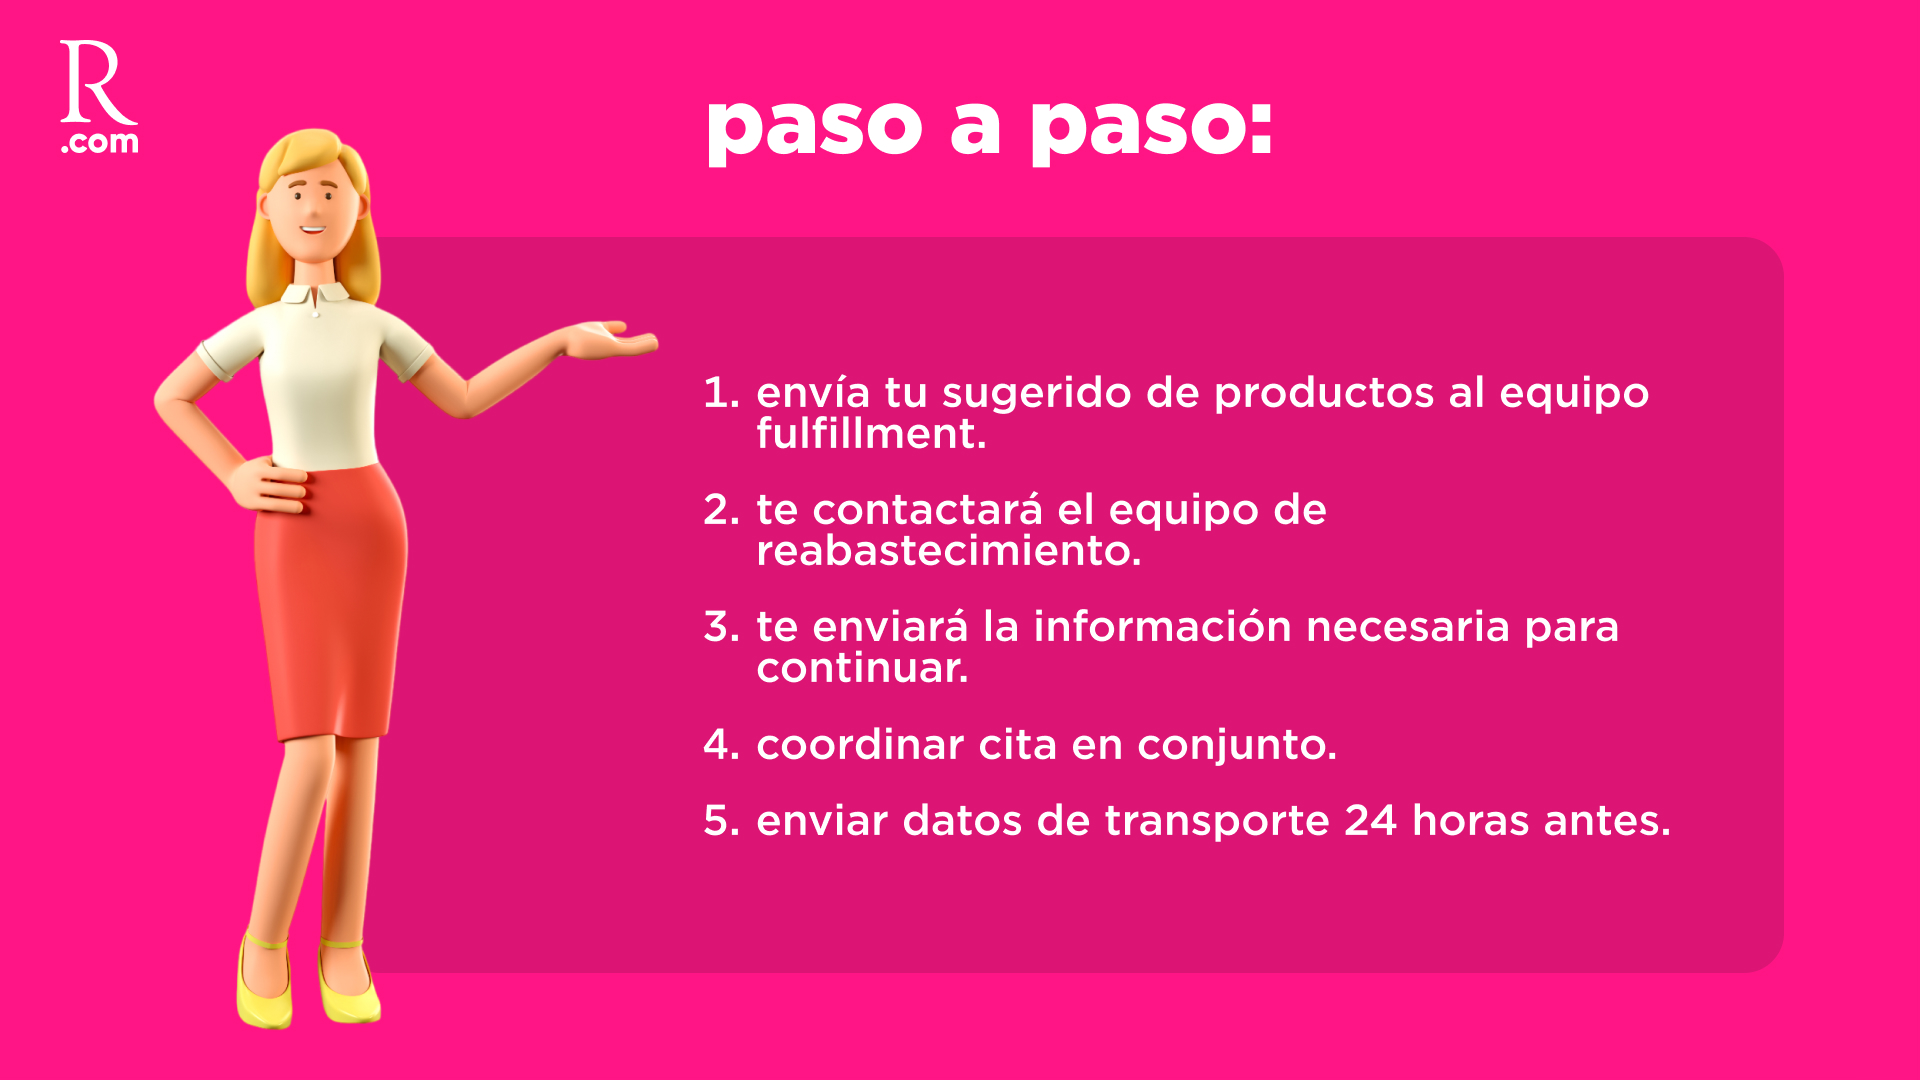 R
.com
paso a paso:
1. envía tu sugerido de productos al equipo
fulfillment.
2. te contactará el equipo de
reabastecimiento.
3. te enviará la información necesaria para
continuar.
4. coordinar cita en conjunto.
5. enviar datos de transporte 24 horas antes.